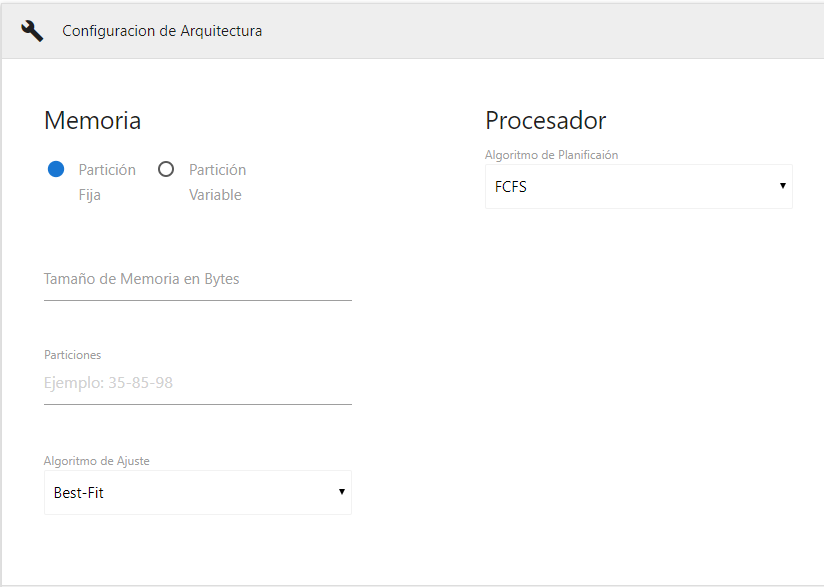 Configuracion de Arquitectura
Memoria
Partición
Fija
Partición
Variable
Tamaño de Memoria en Bytes
Particiones
Ejemplo: 35-85-98
Algoritmo de Ajuste
Best-Fit
Procesador
Algoritmo de Planificaión
FCFS